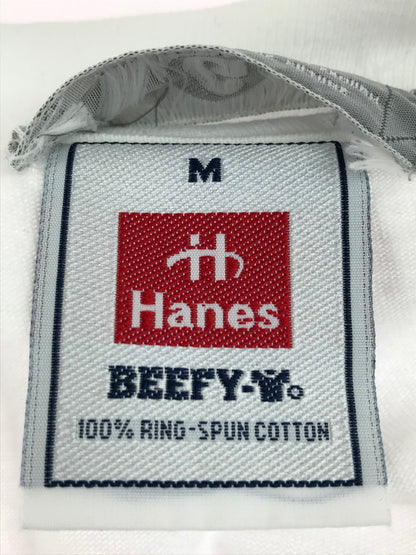 M
H
Hanes
BEEFY-T®
100% RING-SPUN COTTON